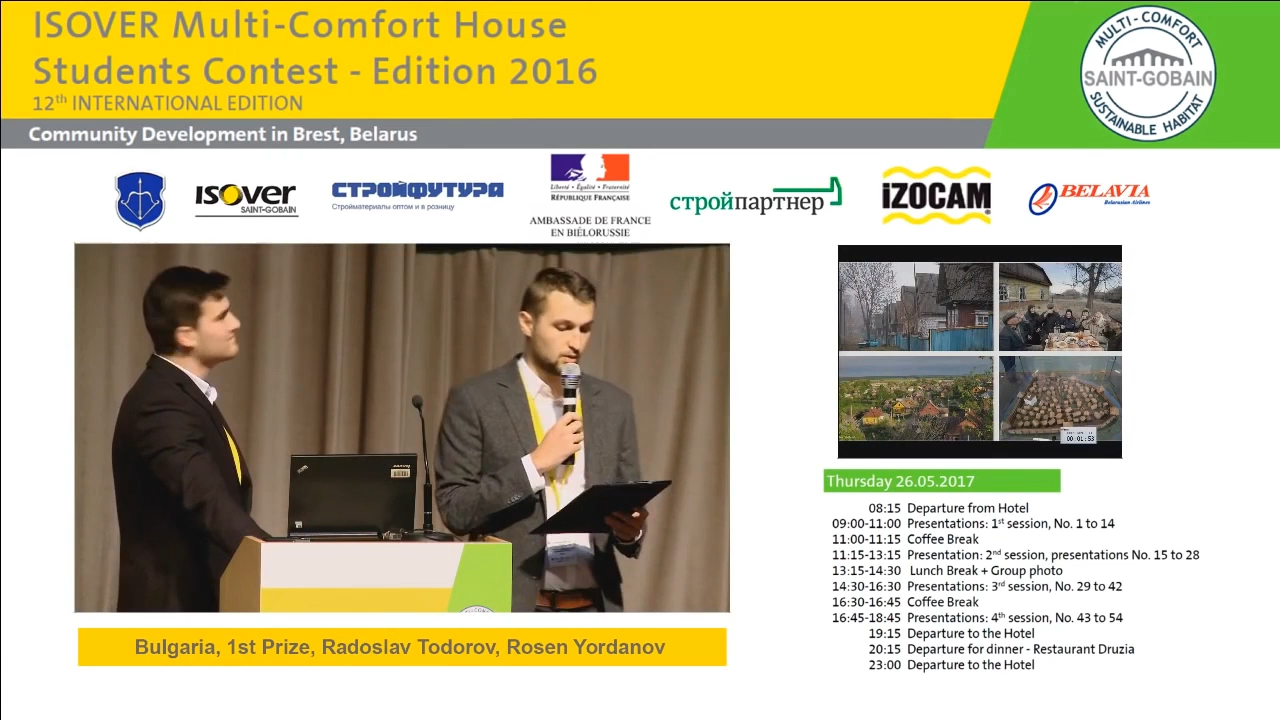 ISOVER Multi-Comfort House
Students Contest - Edition 2016
12th INTERNATIONAL EDITION
Community Development in Brest, Belarus
MULTI - COMFORT
SAINT-GOBAIN
SUSTAINABLE HABITAT
isover
SAINT-GOBAIN
СТРОЙФУТУРА
Стройматериалы оптом и в розницу
Liberté • Égalité • Fraternité
RÉPUBLIQUE FRANÇAISE
AMBASSADE DE FRANCE
EN BIÉLORUSSIE
стройпартнер
iZOCAM
BELAVIA
Belarusian Airlines
00:01:53
Bulgaria, 1st Prize, Radoslav Todorov, Rosen Yordanov
Thursday 26.05.2017
08:15 Departure from Hotel
09:00-11:00 Presentations: 1st session, No. 1 to 14
11:00-11:15 Coffee Break
11:15-13:15 Presentation: 2nd session, presentations No. 15 to 28
13:15-14:30 Lunch Break + Group photo
14:30-16:30 Presentations: 3rd session, No. 29 to 42
16:30-16:45 Coffee Break
16:45-18:45 Presentations: 4th session, No. 43 to 54
19:15 Departure to the Hotel
20:15 Departure for dinner - Restaurant Druzia
23:00 Departure to the Hotel